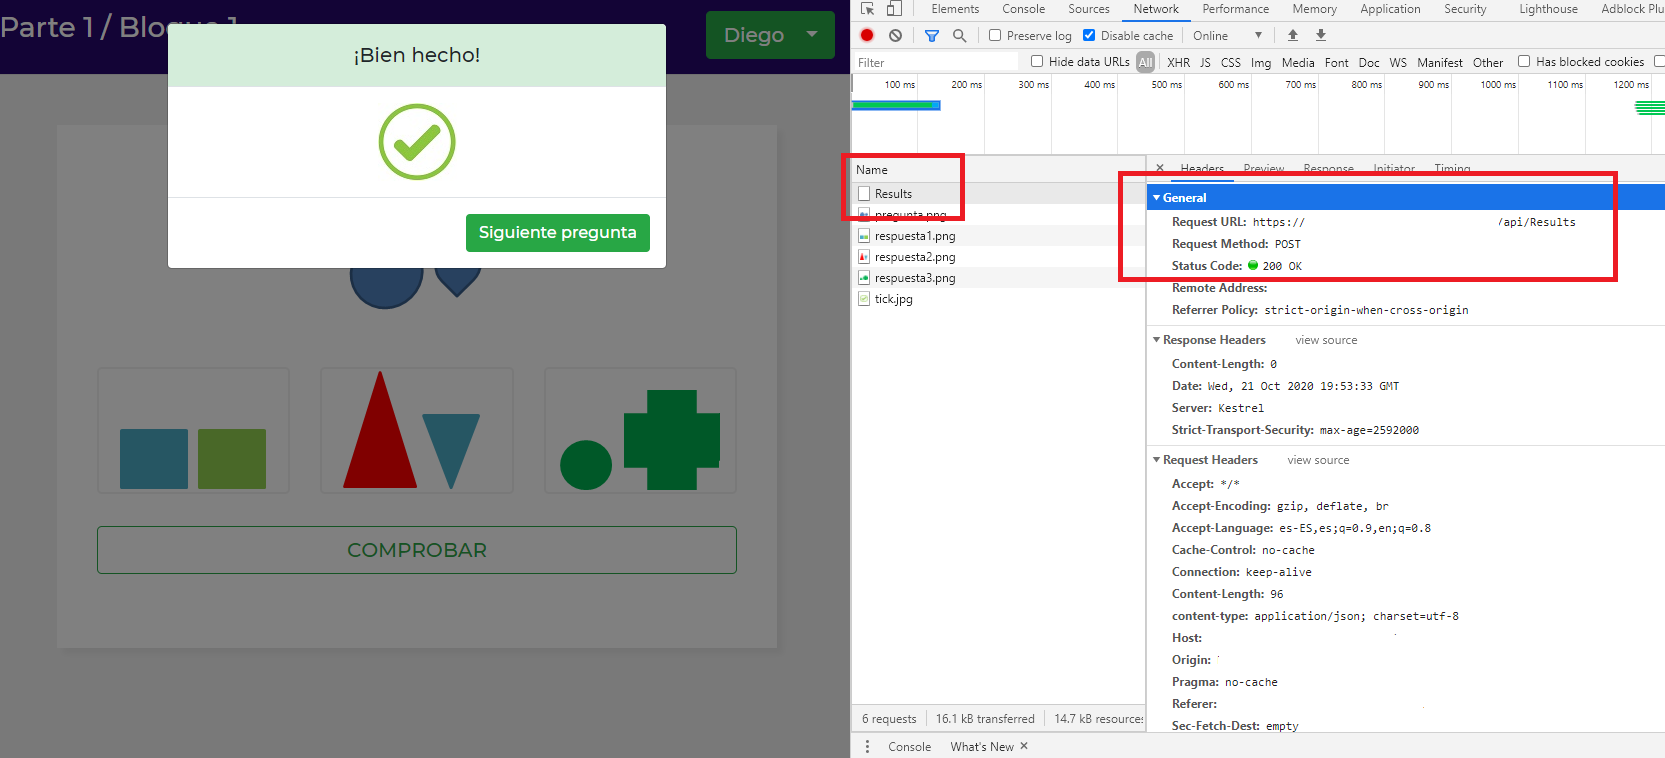 Parte 1 / Bloque 1
Diego
¡Bien hecho!
Siguiente pregunta
COMPROBAR
Elements Console Sources Network Performance Memory Application Security Lighthouse Adblock Plu
Preserve log Disable cache Online
Filter Hide data URLs All XHR JS CSS Img Media Font Doc WS Manifest Other Has blocked cookies
100 ms 200 ms 300 ms 400 ms 500 ms 600 ms 700 ms 800 ms 900 ms 1000 ms 1100 ms 1200 ms
Name
Results
pregunta.png
respuesta1.png
respuesta2.png
respuesta3.png
tick.jpg
6 requests 16.1 kB transferred 14.7 kB resources
× Headers Preview Response Initiator Timing
General
Request URL: https:// /api/Results
Request Method: POST
Status Code: 200 OK
Remote Address:
Referrer Policy: strict-origin-when-cross-origin
Response Headers view source
Content-Length: 0
Date: Wed, 21 Oct 2020 19:53:33 GMT
Server: Kestrel
Strict-Transport-Security: max-age=2592000
Request Headers view source
Accept: */*
Accept-Encoding: gzip, deflate, br
Accept-Language: es-ES,es;q=0.9,en;q=0.8
Cache-Control: no-cache
Connection: keep-alive
Content-Length: 96
content-type: application/json; charset=utf-8
Host:
Origin:
Pragma: no-cache
Referer:
Sec-Fetch-Dest: empty
Console What's New ×